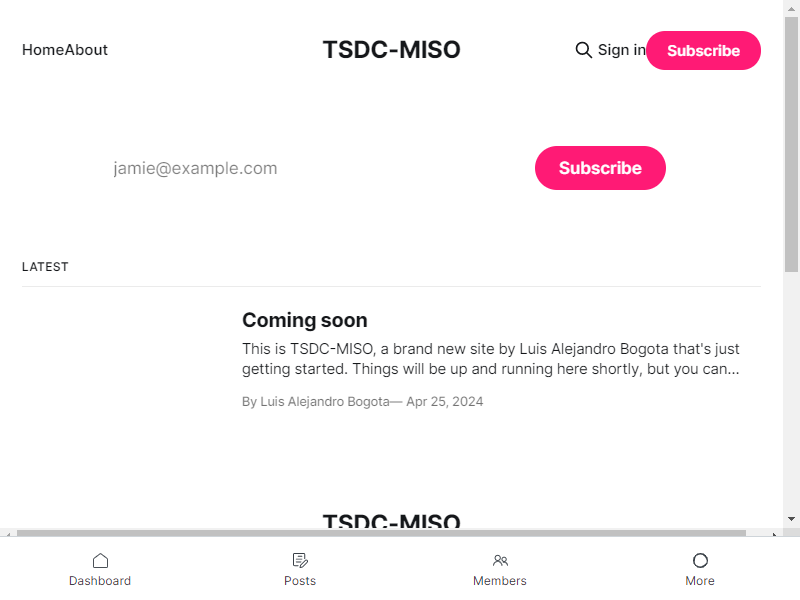 HomeAbout TSDC-MISO Sign in Subscribe
jamie@example.com Subscribe
LATEST
Coming soon
This is TSDC-MISO, a brand new site by Luis Alejandro Bogota that's just
getting started. Things will be up and running here shortly, but you can...
By Luis Alejandro Bogota— Apr 25, 2024
TSDC-MISO
Dashboard Posts Members More